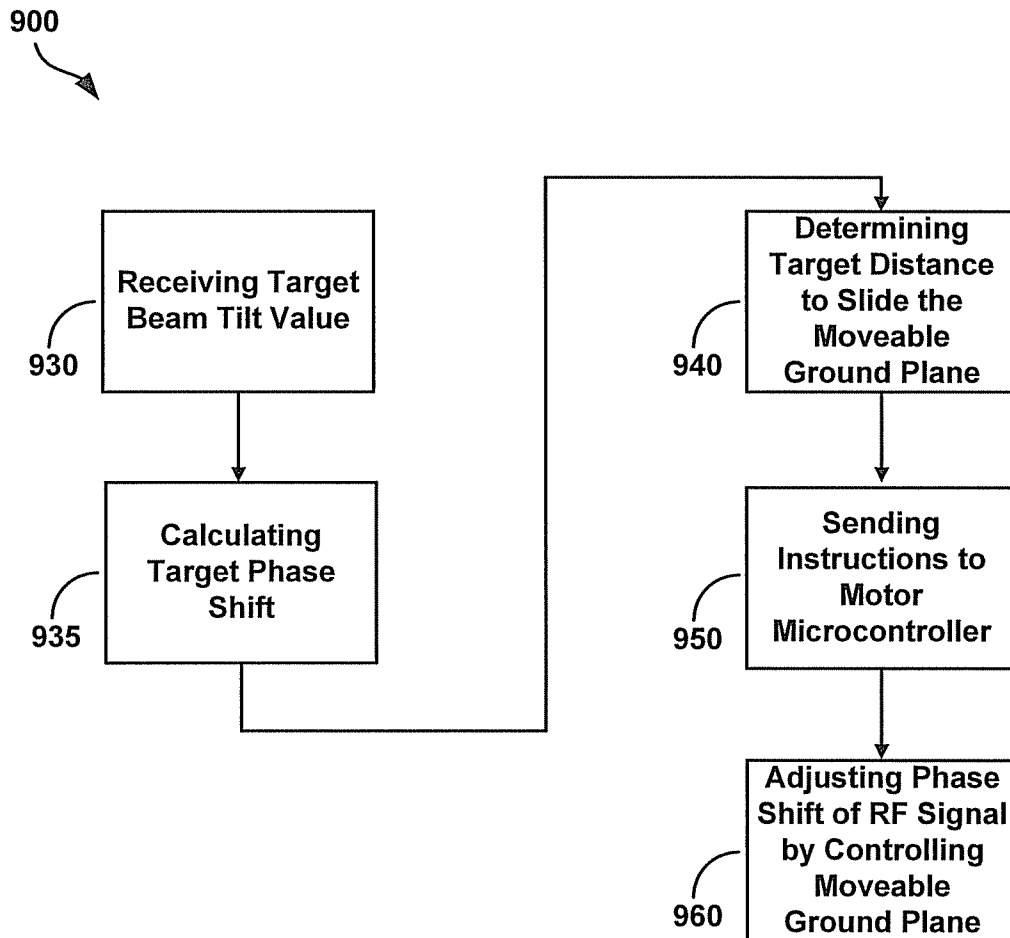 900
Receiving Target
Beam Tilt Value
930
Calculating
Target Phase
Shift
935
Determining
Target Distance
to Slide the
Moveable
Ground Plane
940
Sending
Instructions to
Motor
Microcontroller
950
Adjusting Phase
Shift of RF Signal
by Controlling
Moveable
Ground Plane
960